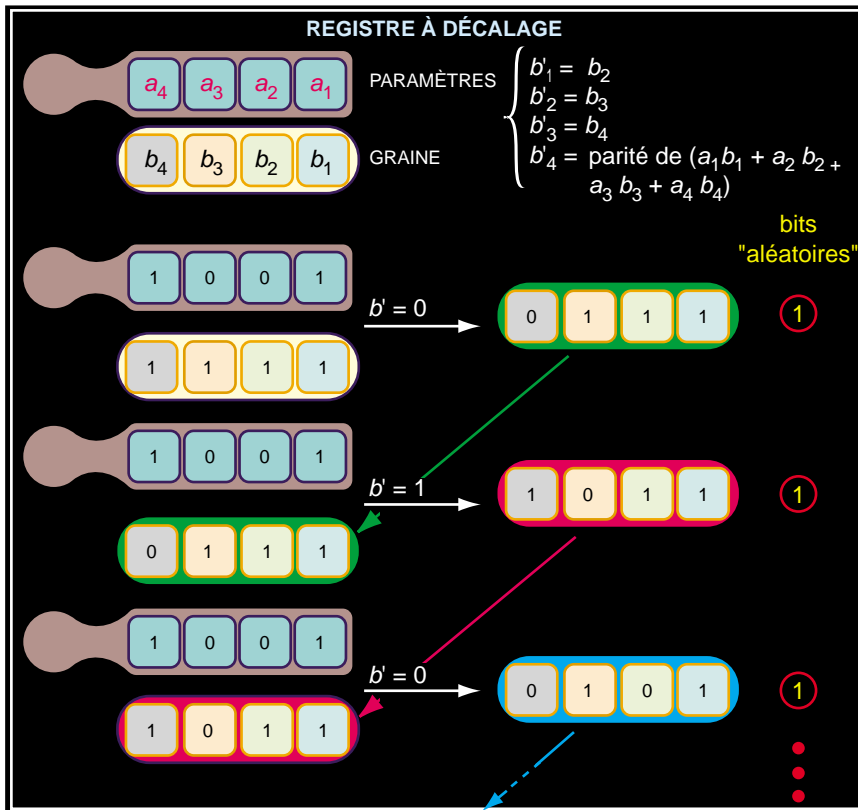 REGISTRE À DÉCALAGE
a4 a3 a2 a1
PARAMÈTRES
b4 b3 b2 b1
GRAINE
b'1 = b2
b'2 = b3
b'3 = b4
b'4 = parité de (a1b1 + a2 b2 +
a3 b3 + a4 b4)
bits
"aléatoires"
1 0 0 1
1 1 1 1
b' = 0
0 1 1 1
1
1 0 0 1
0 1 1 1
b' = 1
1 0 1 1
1
1 0 0 1
1 0 1 1
b' = 0
0 1 0 1
1